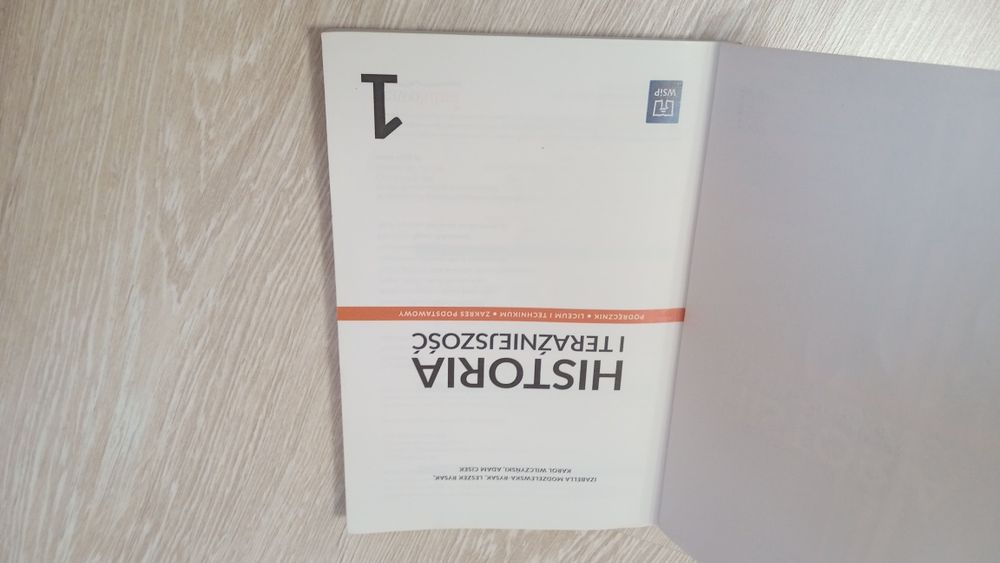 IZABELLA MODZELEWSKA-RYSAK, LESZEK RYSAK,
KAROL WILCZYŃSKI, ADAM CISEK
HISTORIA
I TERAŹNIEJSZOŚĆ
PODRĘCZNIK • LICEUM I TECHNIKUM • ZAKRES PODSTAWOWY
WSiP
1